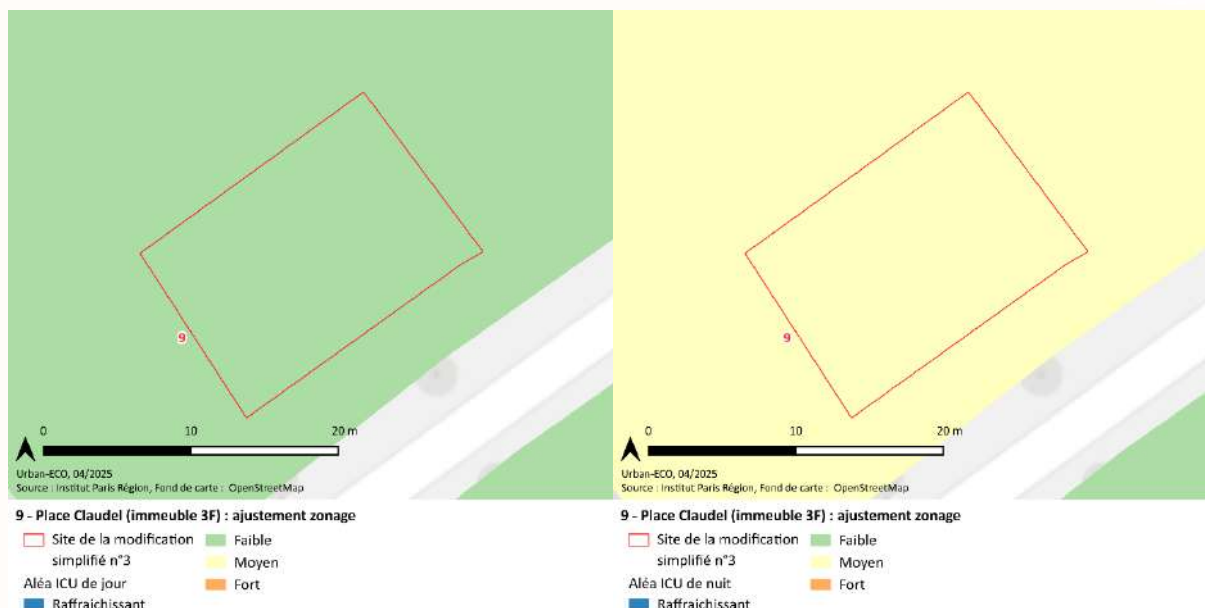 9
0 10 20 m
Urban-ECO, 04/2025
Source : Institut Paris Région, Fond de carte : OpenStreetMap
9 - Place Claudel (immeuble 3F) : ajustement zonage
Site de la modification
simplifié n°3
Aléa ICU de jour
Raffraichissant
Faible
Moyen
Fort
9
0 10 20 m
Urban-ECO, 04/2025
Source : Institut Paris Région, Fond de carte : OpenStreetMap
9 - Place Claudel (immeuble 3F) : ajustement zonage
Site de la modification
simplifié n°3
Aléa ICU de nuit
Raffraichissant
Faible
Moyen
Fort